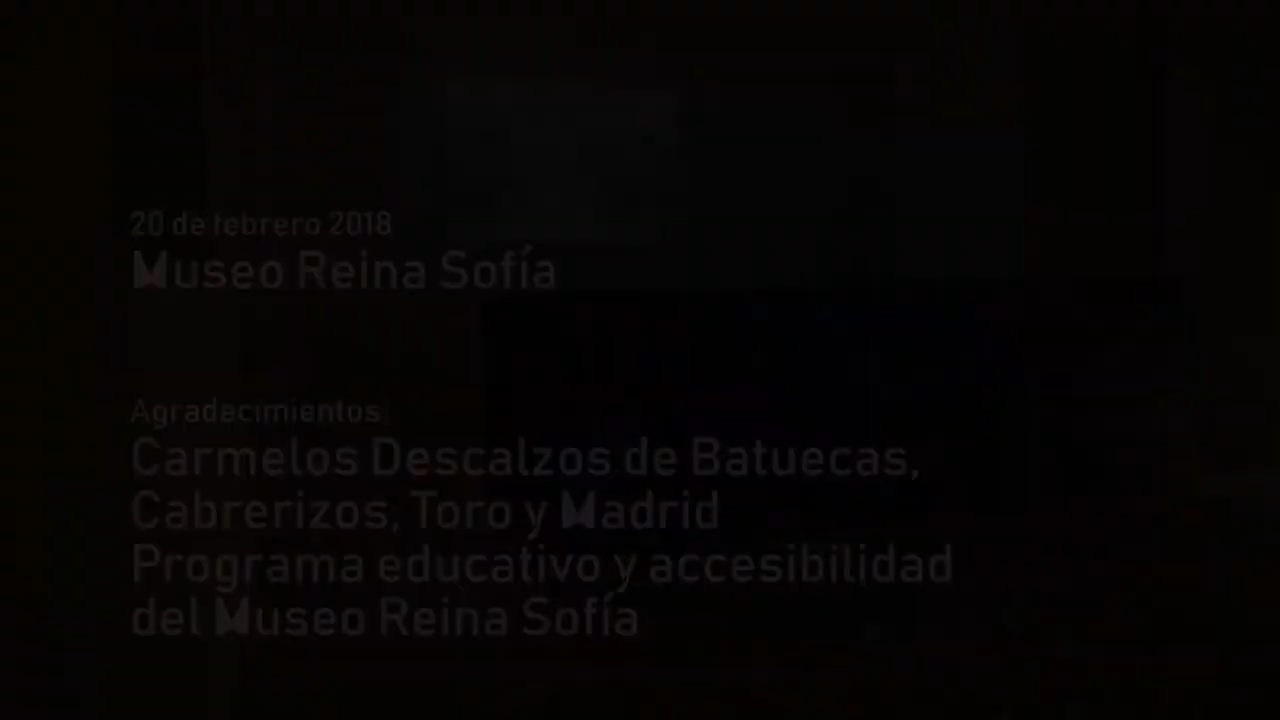 20 de febrero 2018
Museo Reina Sofía
Agradecimientos:
Carmelos Descalzos de Batuecas,
Cabrerizos, Toro y Madrid
Programa educativo y accesibilidad
del Museo Reina Sofía